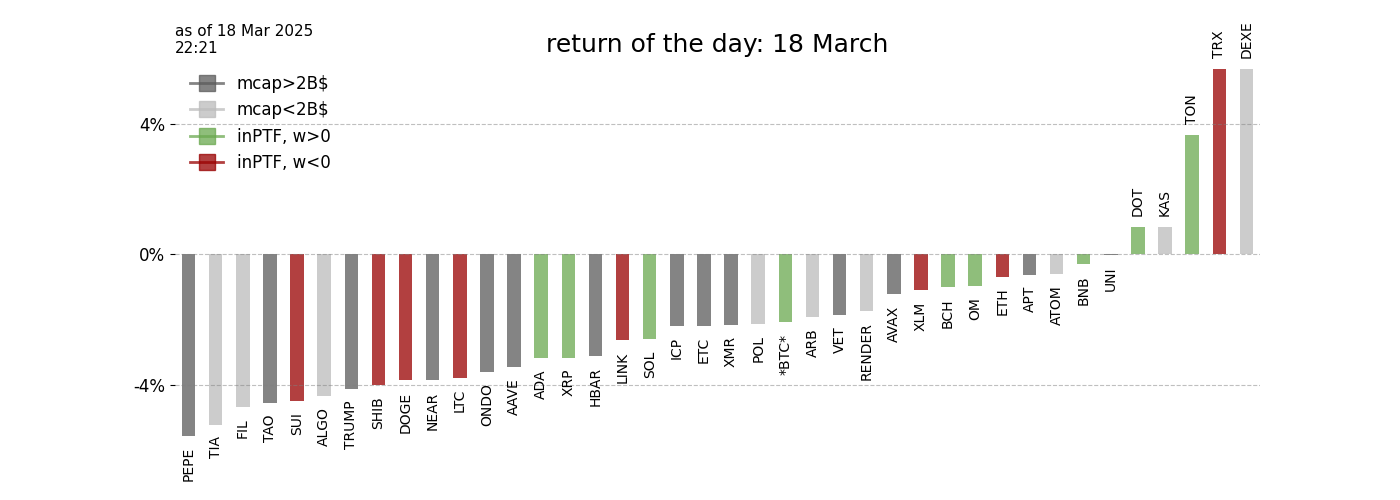 as of 18 Mar 2025
22:21
return of the day: 18 March
mcap>2B$
mcap<2B$
inPTF, w>0
inPTF, w<0
4%
0%
-4%
PEPE
TIA
FIL
TAO
SUI
ALGO
TRUMP
SHIB
DOGE
NEAR
LTC
ONDO
AAVE
ADA
XRP
HBAR
LINK
SOL
ICP
ETC
XMR
POL
*BTC*
ARB
VET
RENDER
AVAX
XLM
BCH
OM
ETH
APT
ATOM
BNB
UNI
DOT
KAS
TON
TRX
DEXE